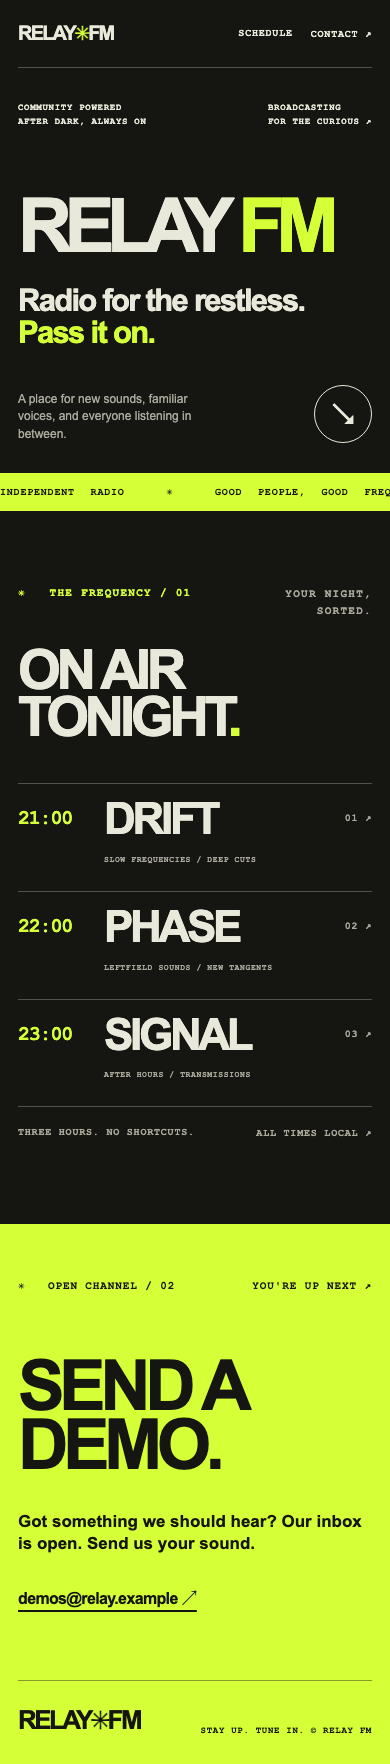 RELAY✳FM
SCHEDULE CONTACT ↗
COMMUNITY POWERED
AFTER DARK, ALWAYS ON
BROADCASTING
FOR THE CURIOUS ↗
RELAY FM
Radio for the restless.
Pass it on.
A place for new sounds, familiar
voices, and everyone listening in
between.
↘
INDEPENDENT RADIO ✳ GOOD PEOPLE, GOOD FREQ
✳ THE FREQUENCY / 01
YOUR NIGHT,
SORTED.
ON AIR
TONIGHT.
21:00 DRIFT 01 ↗
SLOW FREQUENCIES / DEEP CUTS
22:00 PHASE 02 ↗
LEFTFIELD SOUNDS / NEW TANGENTS
23:00 SIGNAL 03 ↗
AFTER HOURS / TRANSMISSIONS
THREE HOURS. NO SHORTCUTS. ALL TIMES LOCAL ↗
✳ OPEN CHANNEL / 02 YOU'RE UP NEXT ↗
SEND A
DEMO.
Got something we should hear? Our inbox
is open. Send us your sound.
demos@relay.example ↗
RELAY✳FM
STAY UP. TUNE IN. © RELAY FM